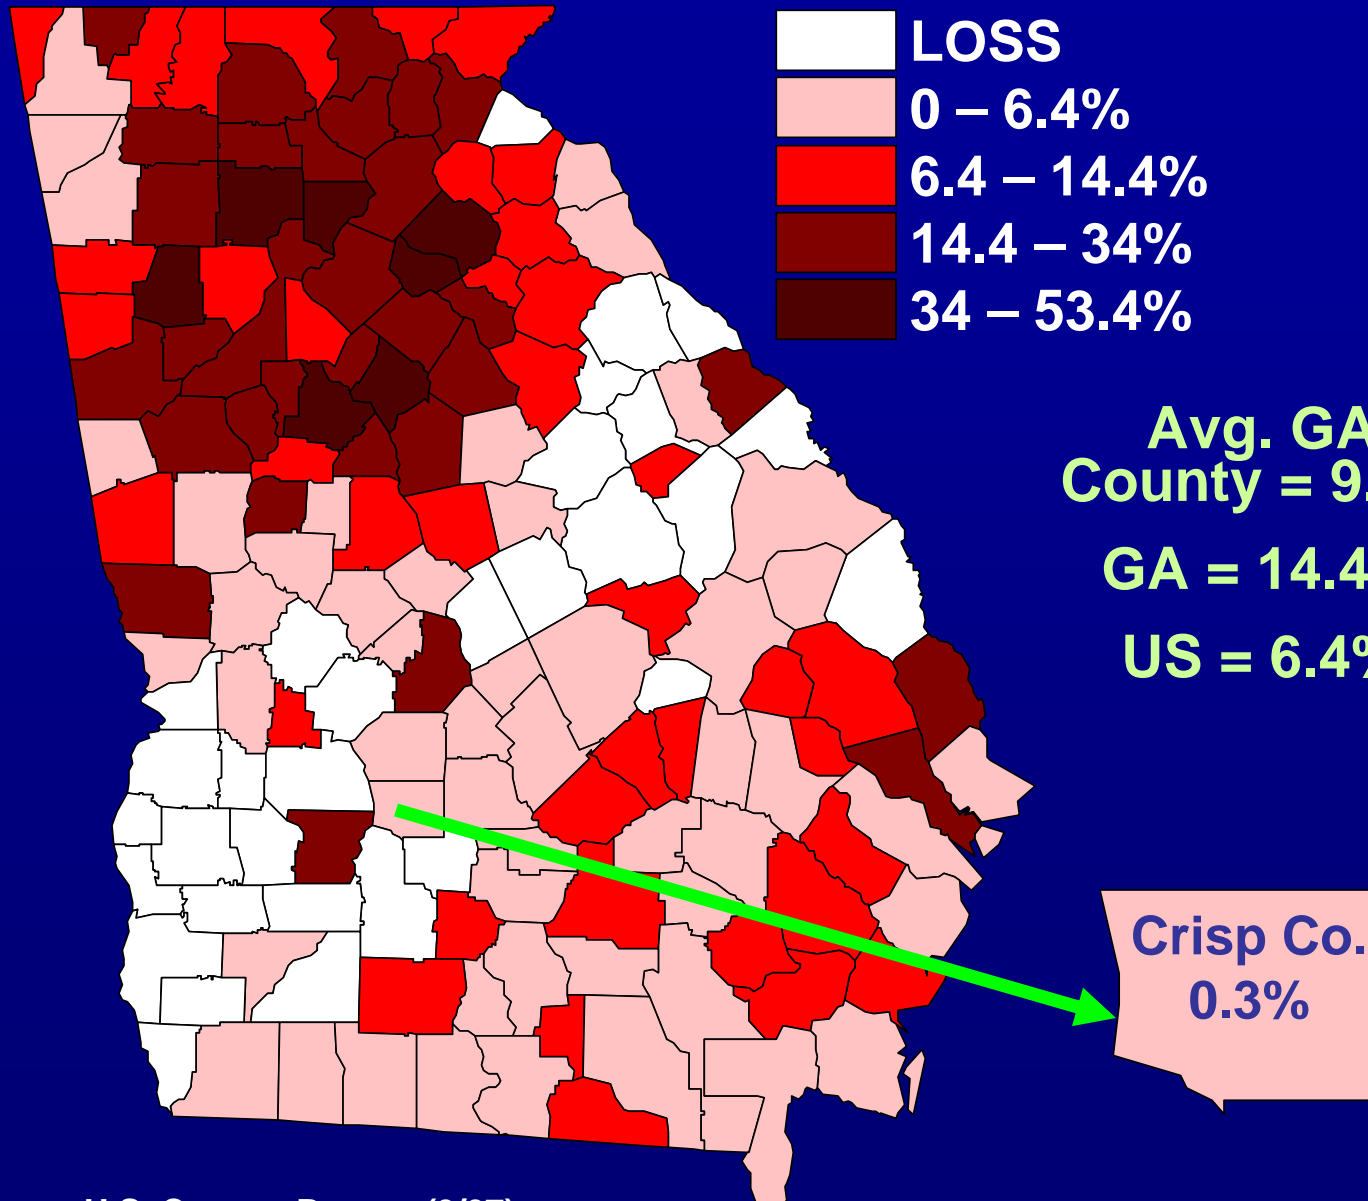 LOSS
0 – 6.4%
6.4 – 14.4%
14.4 – 34%
34 – 53.4%
Avg. GA
County = 9.
GA = 14.4
US = 6.4%
Crisp Co.
0.3%